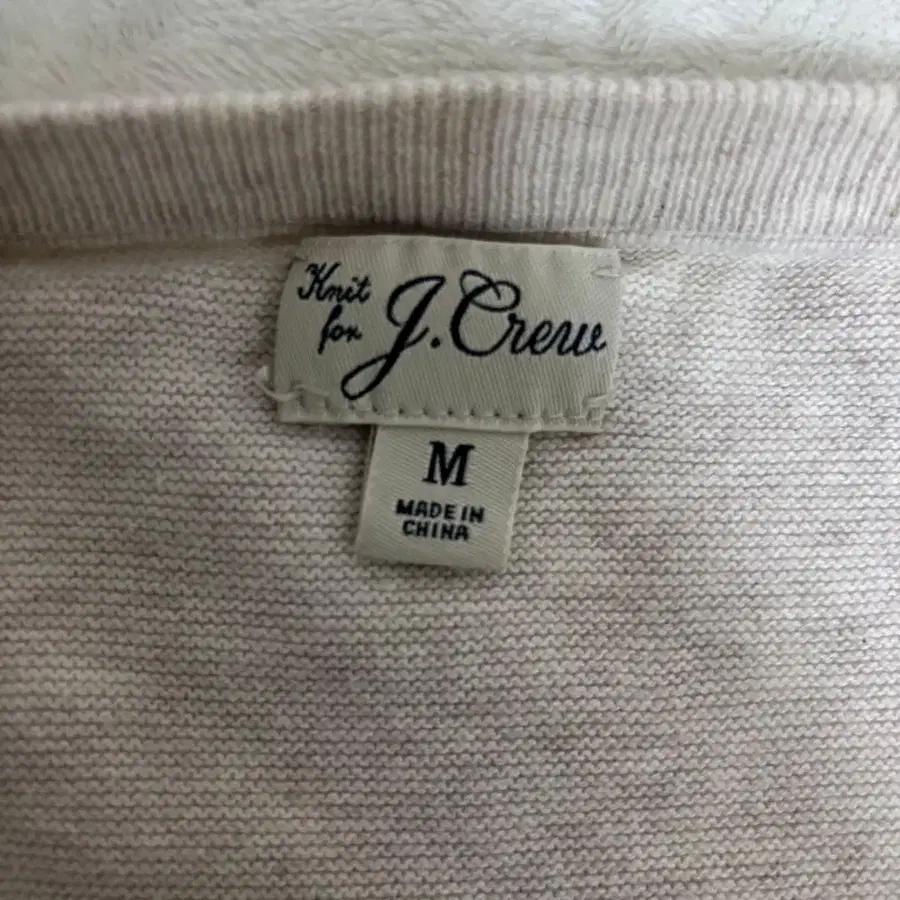 Knit
for J.Crew
M
MADE IN
CHINA